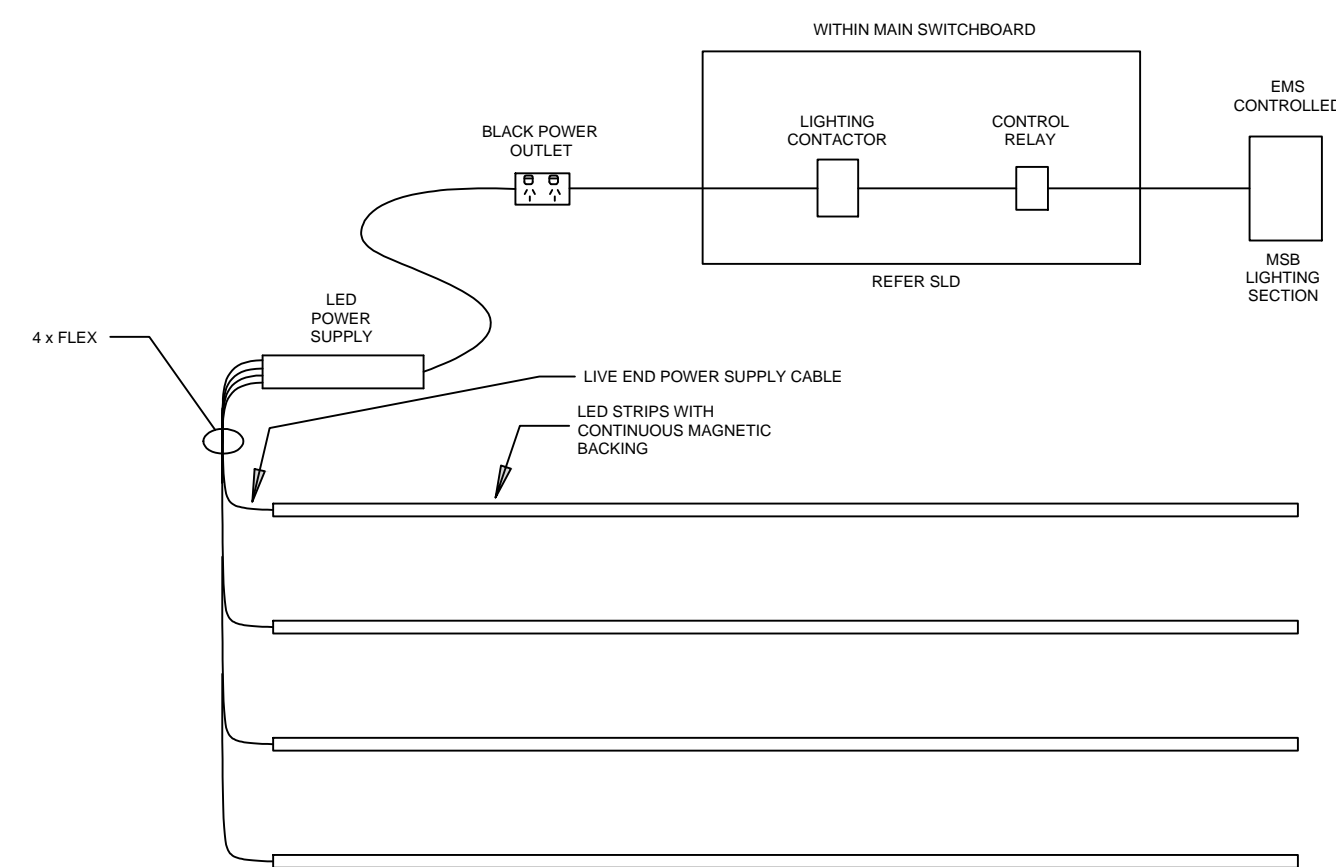 WITHIN MAIN SWITCHBOARD
EMS
CONTROLLED
LIGHTING
CONTACTOR
CONTROL
RELAY
BLACK POWER
OUTLET
MSB
LIGHTING
SECTION
REFER SLD
LED
POWER
SUPPLY
4 x FLEX
LIVE END POWER SUPPLY CABLE
LED STRIPS WITH
CONTINUOUS MAGNETIC
BACKING